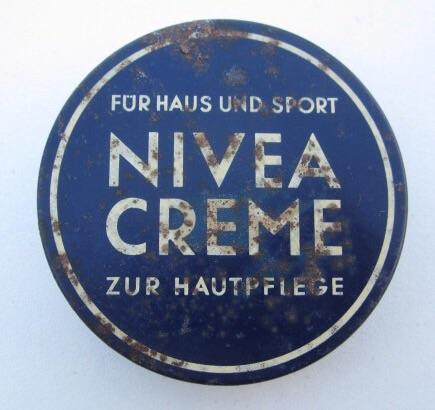 FÜR HAUS UND SPORT
NIVEA
CREME
ZUR HAUTPFLEGE